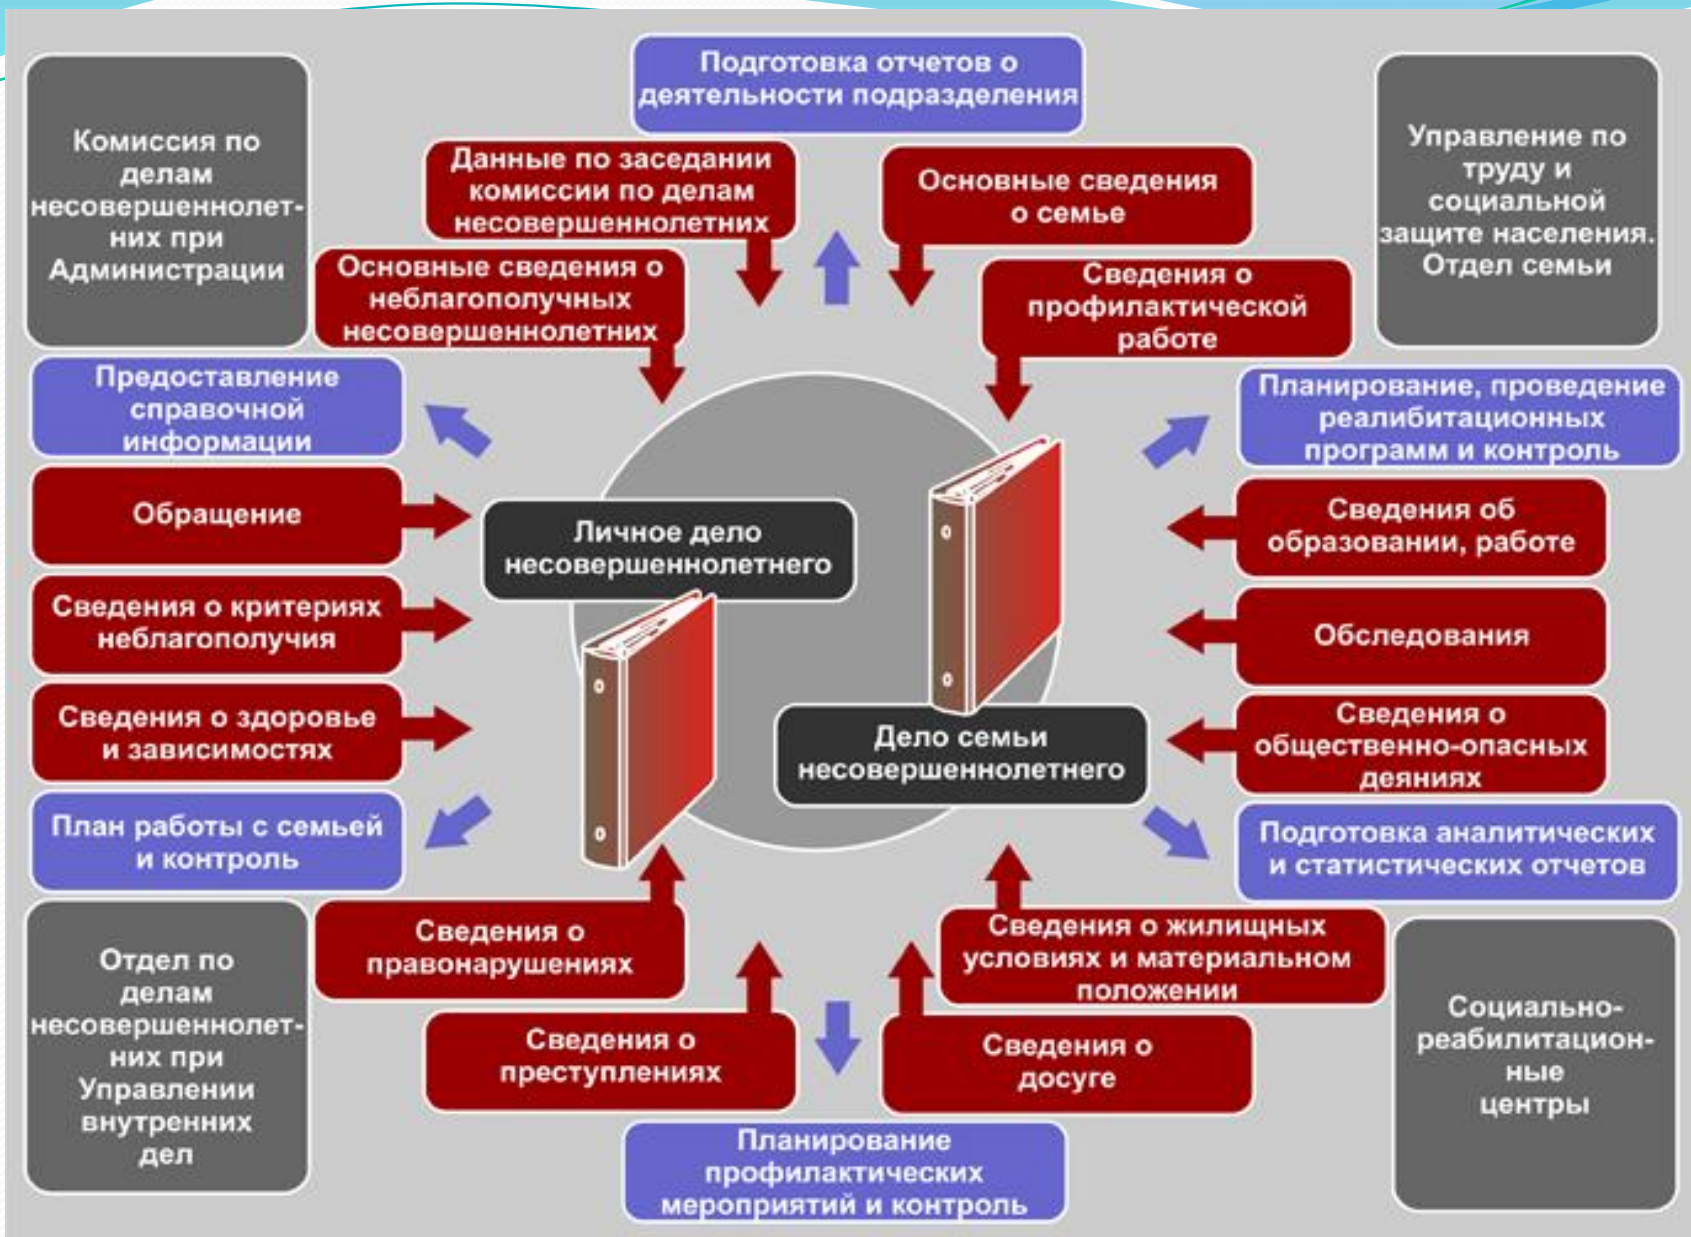 Подготовка отчетов о
деятельности подразделения
Комиссия по
делам
несовершеннолет-
них при
Администрации
Данные по заседании
комиссии по делам
несовершеннолетних
Основные сведения
о семье
Управление по
труду и
социальной
защите населения.
Отдел семьи
Основные сведения о
неблагополучных
несовершеннолетних
Сведения о
профилактической
работе
Предоставление
справочной
информации
Планирование, проведение
реалибитационных
программ и контроль
Обращение
Личное дело
несовершеннолетнего
Сведения об
образовании, работе
Сведения о критериях
неблагополучия
Обследования
Сведения о здоровье
и зависимостях
Дело семьи
несовершеннолетнего
Сведения о
общественно-опасных
деяниях
План работы с семьей
и контроль
Подготовка аналитических
и статистических отчетов
Отдел по
делам
несовершеннолет-
них при
Управлении
внутренних
дел
Сведения о
правонарушениях
Сведения о жилищных
условиях и материальном
положении
Социально-
реабилитацион-
ные
центры
Сведения о
преступлениях
Сведения о
досуге
Планирование
профилактических
мероприятий и контроль